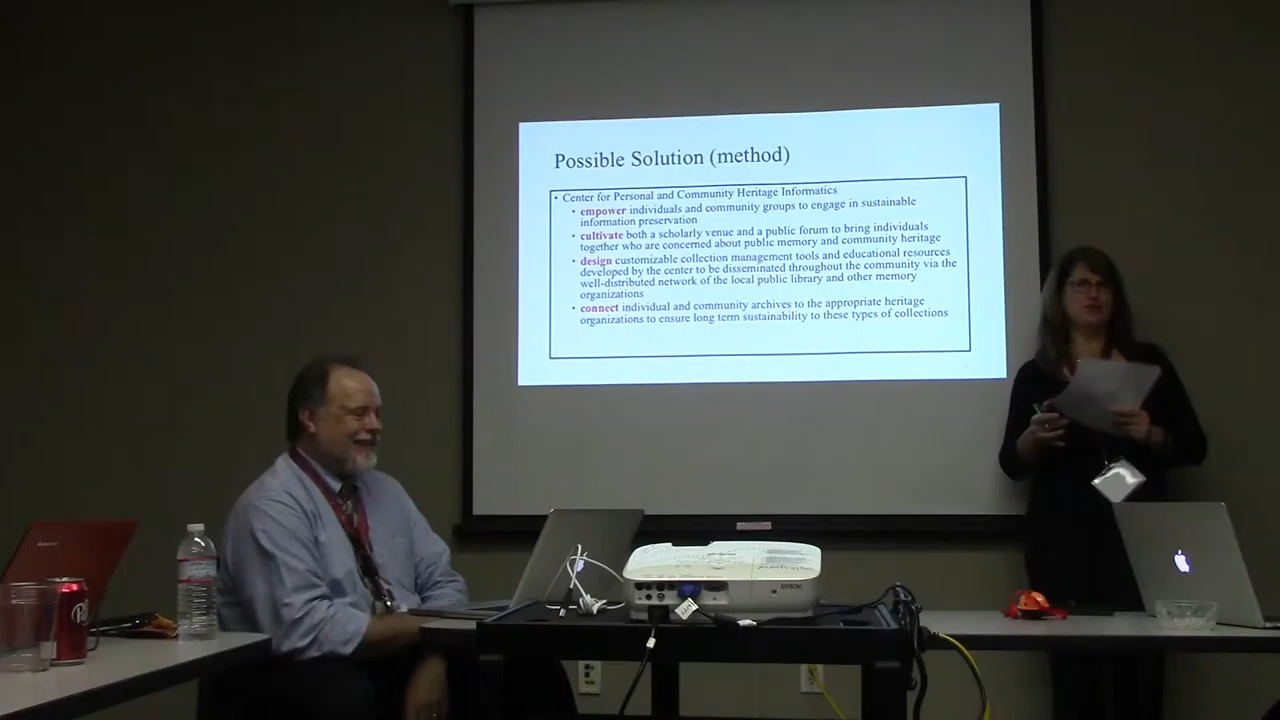 Possible Solution (method)
• Center for Personal and Community Heritage Informatics
• empower individuals and community groups to engage in sustainable
information preservation
• cultivate both a scholarly venue and a public forum to bring individuals
together who are concerned about public memory and community heritage
• design customizable collection management tools and educational resources
developed by the center to be disseminated throughout the community via the
well-distributed network of the local public library and other memory
organizations
• connect individual and community archives to the appropriate heritage
organizations to ensure long term sustainability to these types of collections
EPSON